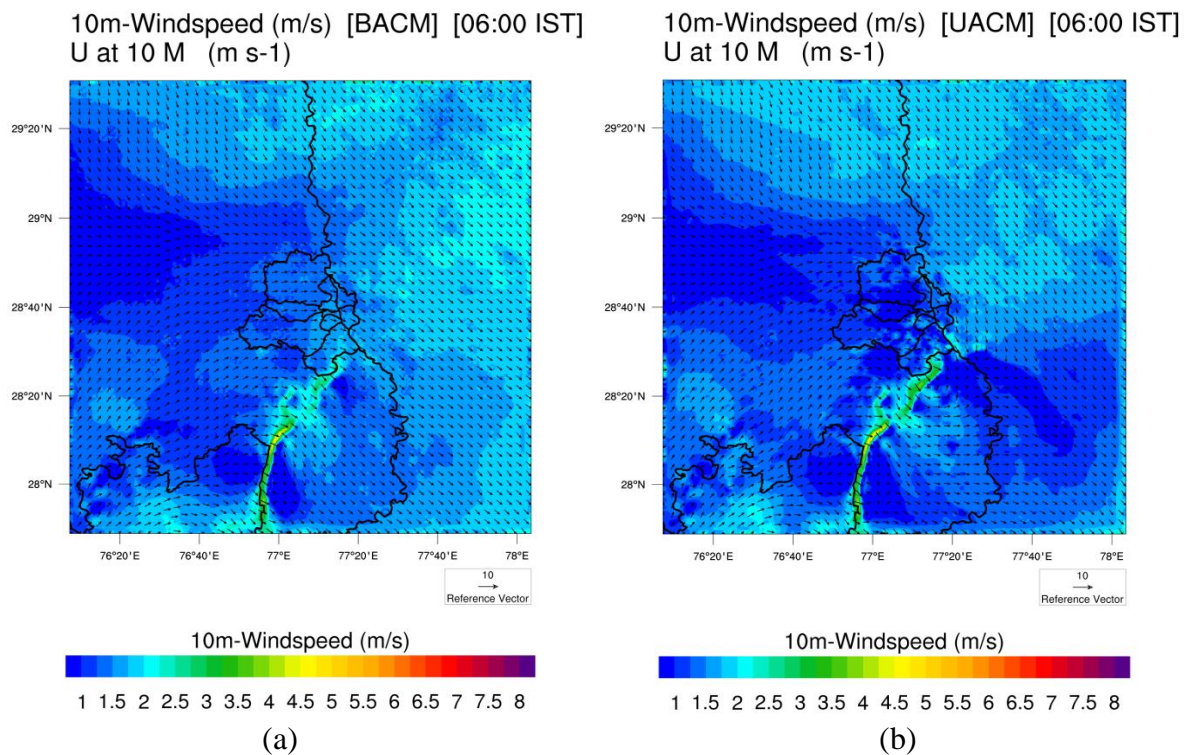 10m-Windspeed (m/s) [BACM] [06:00 IST]
U at 10 M (m s-1)
29°20'N
29°N
28°40'N
28°20'N
28°N
76°20'E 76°40'E 77°E 77°20'E 77°40'E 78°E
10
Reference Vector
10m-Windspeed (m/s)
1 1.5 2 2.5 3 3.5 4 4.5 5 5.5 6 6.5 7 7.5 8
(a)
10m-Windspeed (m/s) [UACM] [06:00 IST]
U at 10 M (m s-1)
29°20'N
29°N
28°40'N
28°20'N
28°N
76°20'E 76°40'E 77°E 77°20'E 77°40'E 78°E
10
Reference Vector
10m-Windspeed (m/s)
1 1.5 2 2.5 3 3.5 4 4.5 5 5.5 6 6.5 7 7.5 8
(b)